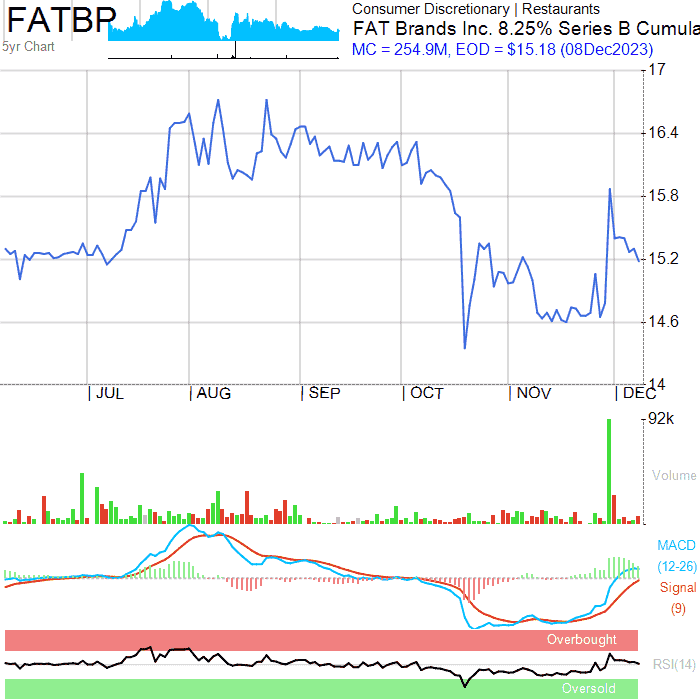 FATBP
5yr Chart
Consumer Discretionary | Restaurants
FAT Brands Inc. 8.25% Series B Cumula
MC = 254.9M, EOD = $15.18 (08Dec2023)
17
16.4
15.8
15.2
14.6
14
JUL
AUG
SEP
OCT
NOV
DEC
92k
Volume
MACD
(12-26)
Signal
(9)
Overbought
RSI(14)
Oversold